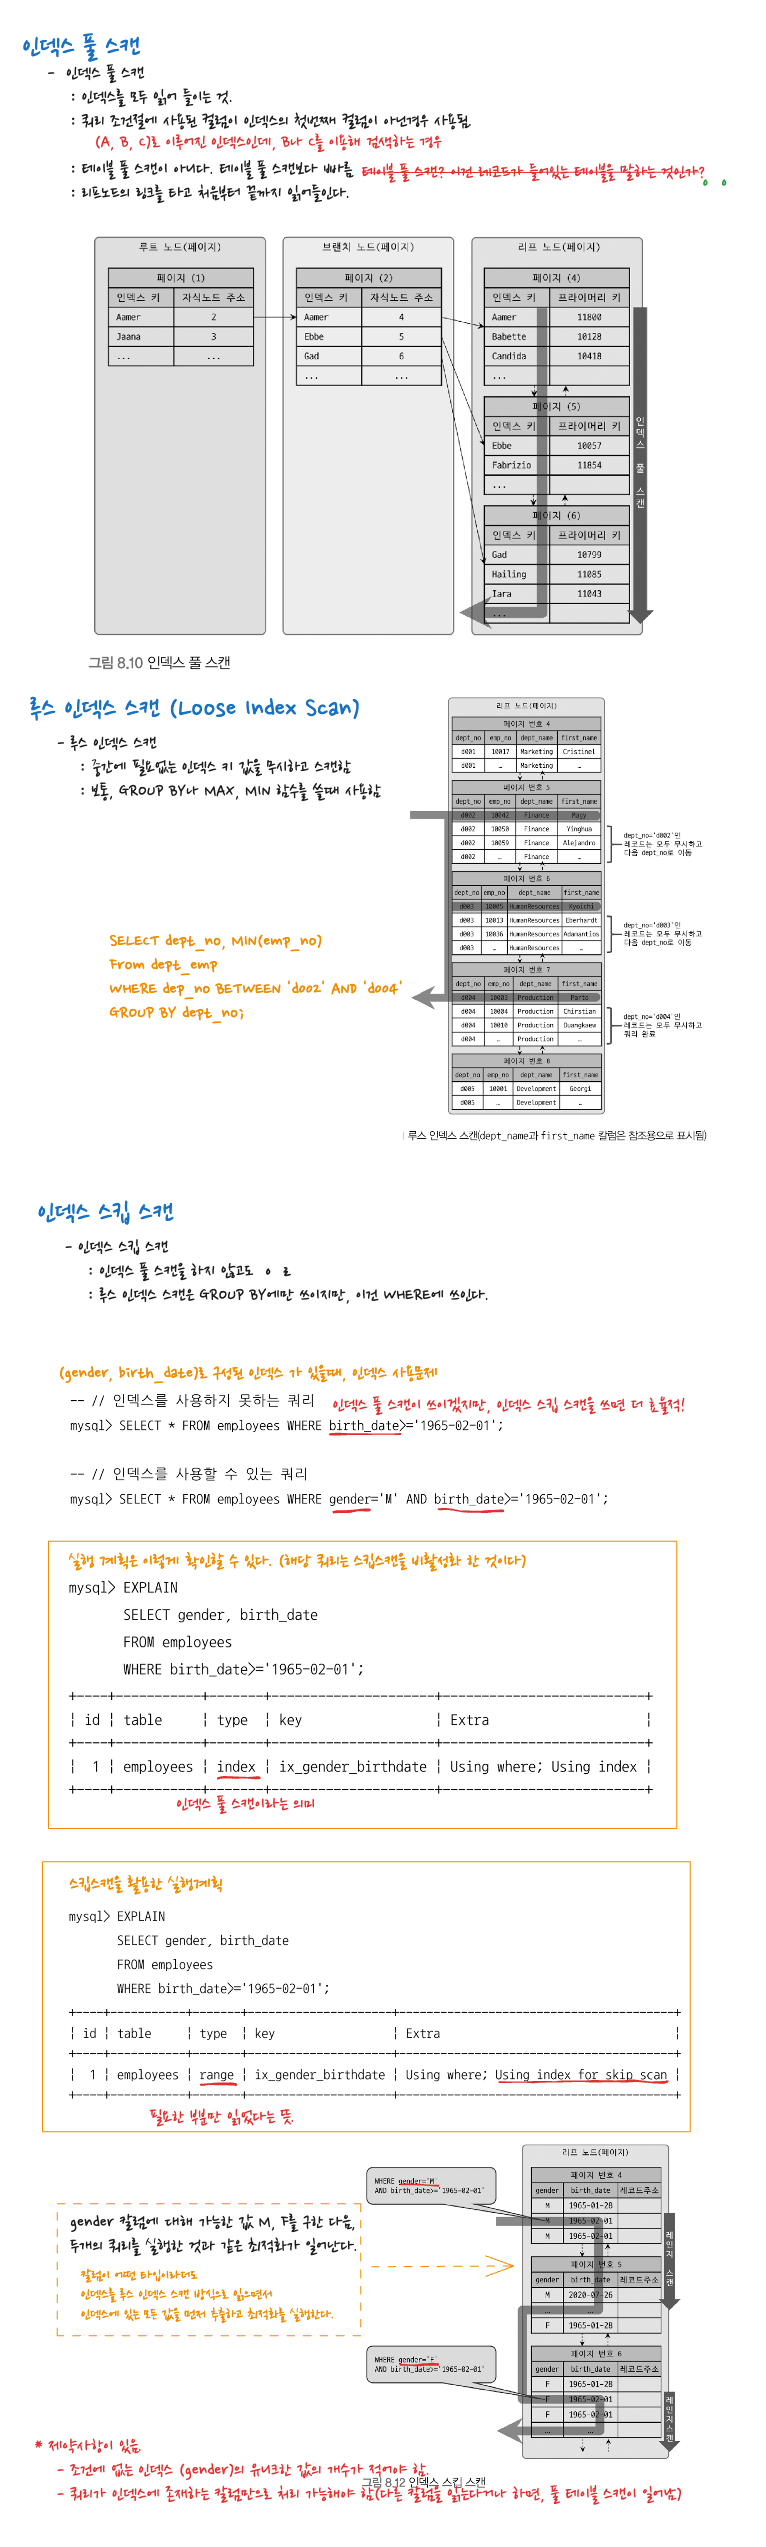 인덱스 풀 스캔
- 인덱스 풀 스캔
: 인덱스를 모두 읽어 들이는 것.
: 쿼리 조건절에 사용된 컬럼이 인덱스의 첫번째 컬럼이 아닌경우 사용됨
(A, B, C)로 이루어진 인덱스인데, B나 C를 이용해 검색하는 경우
: 테이블 풀 스캔이 아니다. 테이블 풀 스캔보다 빠름 테이블 풀 스캔? 이건 레코드가 들어있는 테이블을 말하는 것인가? ㅇ ㅇ
: 리프노드의 링크를 타고 처음부터 끝까지 읽어들인다.
루트 노드(페이지)
페이지 (1)
인덱스 키 자식노드 주소
Aamer 2
Jaana 3
... ...
브랜치 노드(페이지)
페이지 (2)
인덱스 키 자식노드 주소
Aamer 4
Ebbe 5
Gad 6
... ...
리프 노드(페이지)
페이지 (4)
인덱스 키 프라이머리 키
Aamer 11800
Babette 10128
Candida 10418
...
페이지 (5)
인덱스 키 프라이머리 키
Ebbe 10057
Fabrizio 11854
...
페이지 (6)
인덱스 키 프라이머리 키
Gad 10799
Hailing 11085
Iara 11043
...
인덱스 풀 스캔
그림 8.10 인덱스 풀 스캔
루스 인덱스 스캔 (Loose Index Scan)
- 루스 인덱스 스캔
: 중간에 필요없는 인덱스 키 값을 무시하고 스캔함
: 보통, GROUP BY나 MAX, MIN 함수를 쓸때 사용함
SELECT dept_no, MIN(emp_no)
From dept_emp
WHERE dep_no BETWEEN 'd002' AND 'd004'
GROUP BY dept_no;
리프 노드(페이지)
페이지 번호 4
dept_no emp_no dept_name first_name
d001 10017 Marketing Cristinel
d001 … Marketing …
페이지 번호 5
dept_no emp_no dept_name first_name
d002 10042 Finance Magy
d002 10050 Finance Yinghua
d002 10059 Finance Alejandro
d002 … Finance …
dept_no='d002'인
레코드는 모두 무시하고
다음 dept_no로 이동
페이지 번호 6
dept_no emp_no dept_name first_name
d003 10005 HumanResources Kyoichi
d003 10013 HumanResources Eberhardt
d003 10036 HumanResources Adamantios
d003 … HumanResources …
dept_no='d003'인
레코드는 모두 무시하고
다음 dept_no로 이동
페이지 번호 7
dept_no emp_no dept_name first_name
d004 10003 Production Parto
d004 10004 Production Chirstian
d004 10010 Production Duangkaew
d004 … Production …
dept_no='d004'인
레코드는 모두 무시하고
쿼리 완료
페이지 번호 8
dept_no emp_no dept_name first_name
d005 10001 Development Georgi
d005 … Development …
루스 인덱스 스캔(dept_name과 first_name 칼럼은 참조용으로 표시됨)
인덱스 스킵 스캔
- 인덱스 스킵 스캔
: 인덱스 풀 스캔을 하지 않고도 ㅇ ㄹ
: 루스 인덱스 스캔은 GROUP BY에만 쓰이지만, 이건 WHERE에 쓰인다.
(gender, birth_date)로 구성된 인덱스 가 있을때, 인덱스 사용문제
-- // 인덱스를 사용하지 못하는 쿼리 인덱스 풀 스캔이 쓰이겠지만, 인덱스 스킵 스캔을 쓰면 더 효율적!
mysql> SELECT * FROM employees WHERE birth_date>='1965-02-01';
-- // 인덱스를 사용할 수 있는 쿼리
mysql> SELECT * FROM employees WHERE gender='M' AND birth_date>='1965-02-01';
실행 계획은 이렇게 확인할 수 있다. (해당 쿼리는 스킵스캔을 비활성화 한 것이다)
mysql> EXPLAIN
SELECT gender, birth_date
FROM employees
WHERE birth_date>='1965-02-01';
+----+-----------+-------+--------------------+--------------------------+
| id | table | type | key | Extra |
+----+-----------+-------+--------------------+--------------------------+
| 1 | employees | index | ix_gender_birthdate | Using where; Using index |
+----+-----------+-------+--------------------+--------------------------+
인덱스 풀 스캔이라는 의미
스킵스캔을 활용한 실행계획
mysql> EXPLAIN
SELECT gender, birth_date
FROM employees
WHERE birth_date>='1965-02-01';
+----+-----------+-------+---------------------+----------------------------------------+
| id | table | type | key | Extra |
+----+-----------+-------+---------------------+----------------------------------------+
| 1 | employees | range | ix_gender_birthdate | Using where; Using index for skip scan |
+----+-----------+-------+---------------------+----------------------------------------+
필요한 부분만 읽었다는 뜻.
gender 칼럼에 대해 가능한 값 M, F를 구한 다음,
두개의 쿼리를 실행한 것과 같은 최적화가 일어난다.
칼럼이 어떤 타입이라더도
인덱스를 루스 인덱스 스캔 방식으로 읽으면서
인덱스에 있는 모든 값을 먼저 추출하고 최적화를 실행한다.
WHERE gender='M'
AND birth_date>='1965-02-01'
WHERE gender='F'
AND birth_date>='1965-02-01'
리프 노드(페이지)
페이지 번호 4
gender birth_date 레코드주소
M 1965-01-28
M 1965-02-01
M 1965-02-01
페이지 번호 5
gender birth_date 레코드주소
M 2020-07-26
... ...
F 1965-01-28
레인지 스캔
페이지 번호 6
gender birth_date 레코드주소
F 1965-01-28
F 1965-02-01
F 1965-02-01
... ...
레인지스캔
그림 8.12 인덱스 스킵 스캔
* 제약사항이 있음.
- 조건에 없는 인덱스 (gender)의 유니크한 값의 개수가 적어야 함.
- 쿼리가 인덱스에 존재하는 칼럼만으로 처리 가능해야 함(다른 칼럼을 읽는다거나 하면, 풀 테이블 스캔이 일어남)